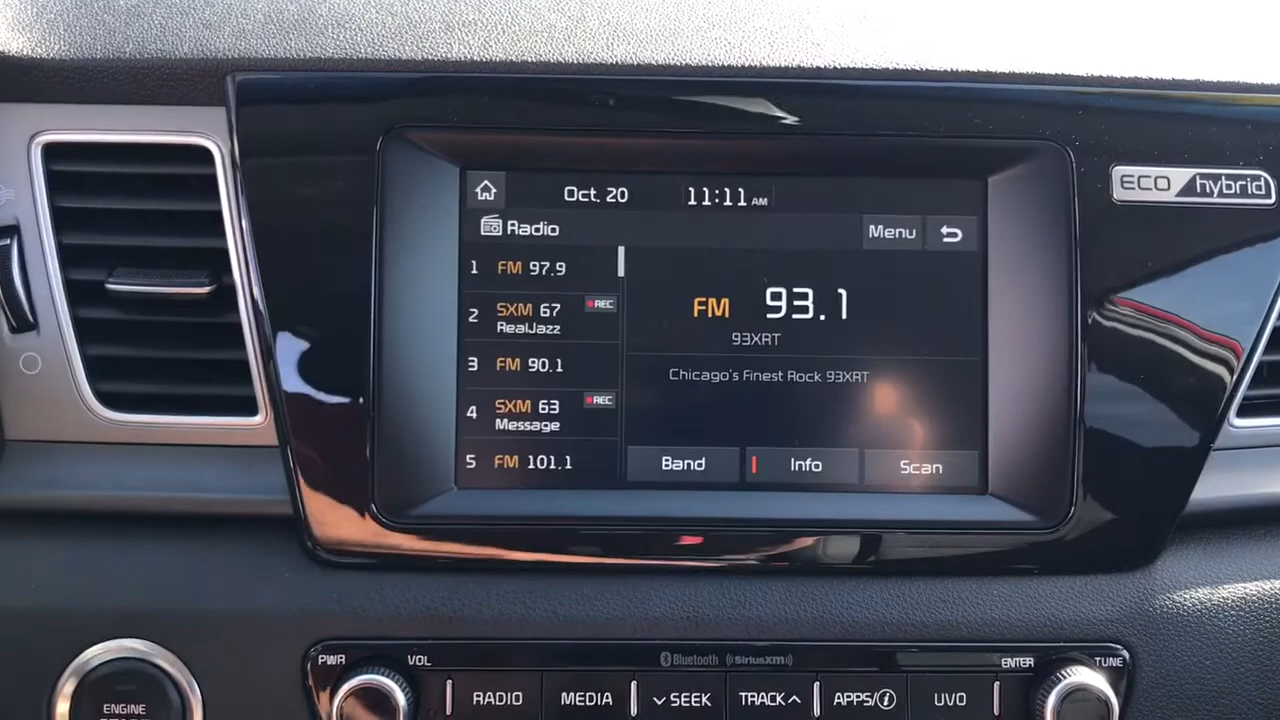 ECO hybrid
Oct. 20 11:11 AM
Radio Menu
1 FM 97.9
2 SXM 67 REC
RealJazz
3 FM 90.1
4 SXM 63 REC
Message
5 FM 101.1
FM 93.1
93XRT
Chicago's Finest Rock 93XRT
Band Info Scan
PWR VOL Bluetooth ((SiriusXM)) ENTER TUNE
RADIO MEDIA SEEK TRACK APPS/i UVO
ENGINE